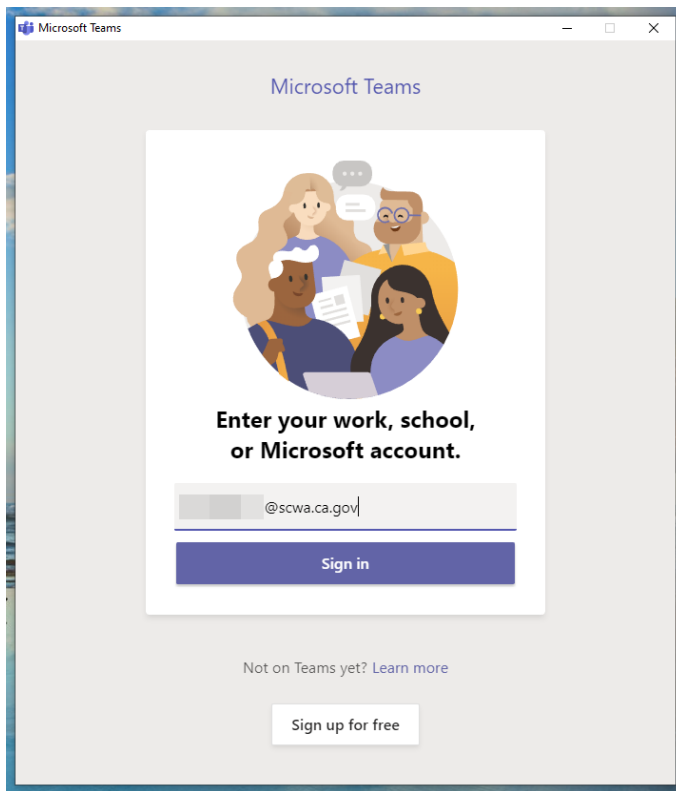 Microsoft Teams
Microsoft Teams
Enter your work, school,
or Microsoft account.
@scwa.ca.gov
Sign in
Not on Teams yet? Learn more
Sign up for free